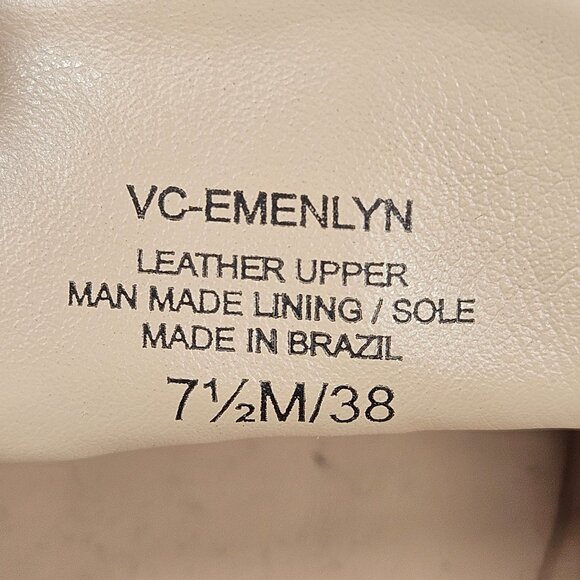 VC-EMENLYN
LEATHER UPPER
MAN MADE LINING / SOLE
MADE IN BRAZIL
7½M/38